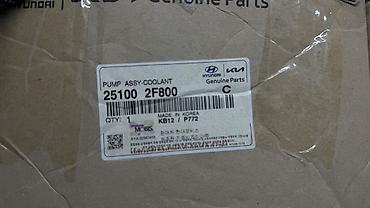 HYUNDAI Genuine Parts
HYUNDAI KIA
Genuine Parts
PUMP ASSY-COOLANT
25100 2F800 C
MADE IN KOREA
QTY: 1 KB12 / P772
MOBIS